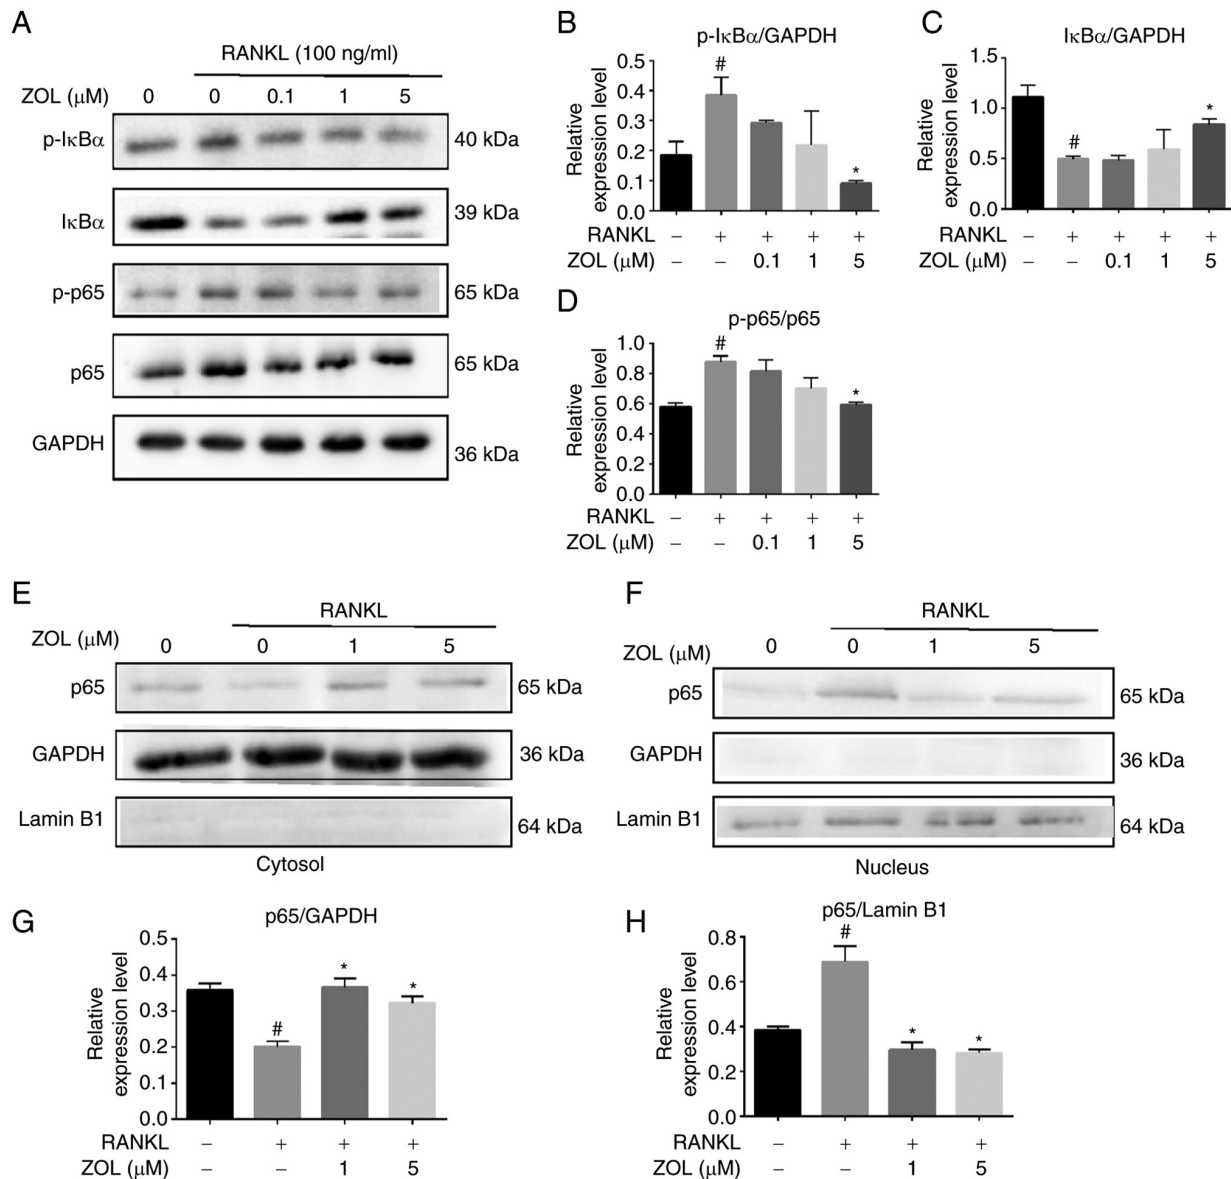 A
RANKL (100 ng/ml)
ZOL (μM) 0 0 0.1 1 5
p-IκBα 40 kDa
IκBα 39 kDa
p-p65 65 kDa
p65 65 kDa
GAPDH 36 kDa
B
p-IκBα/GAPDH
Relative
expression level
0.5
0.4
0.3
0.2
0.1
0.0
#
*
RANKL − + + + +
ZOL (μM) − − 0.1 1 5
C
IκBα/GAPDH
Relative
expression level
1.5
1.0
0.5
0.0
#
*
RANKL − + + + +
ZOL (μM) − − 0.1 1 5
D
p-p65/p65
Relative
expression level
1.0
0.8
0.6
0.4
0.2
0.0
#
*
RANKL − + + + +
ZOL (μM) − − 0.1 1 5
E
RANKL
ZOL (μM) 0 0 1 5
p65 65 kDa
GAPDH 36 kDa
Lamin B1 64 kDa
Cytosol
F
RANKL
ZOL (μM) 0 0 1 5
p65 65 kDa
GAPDH 36 kDa
Lamin B1 64 kDa
Nucleus
G
p65/GAPDH
Relative
expression level
0.5
0.4
0.3
0.2
0.1
0.0
#
* *
RANKL − + + +
ZOL (μM) − − 1 5
H
p65/Lamin B1
Relative
expression level
0.8
0.6
0.4
0.2
0.0
#
* *
RANKL − + + +
ZOL (μM) − − 1 5